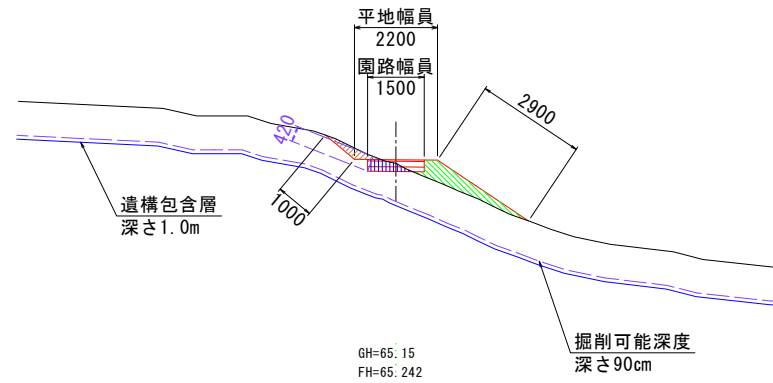 平地幅員
2200
園路幅員
1500
2900
420
1000
遺構包含層
深さ1.0m
掘削可能深度
深さ90cm
GH=65.15
FH=65.242